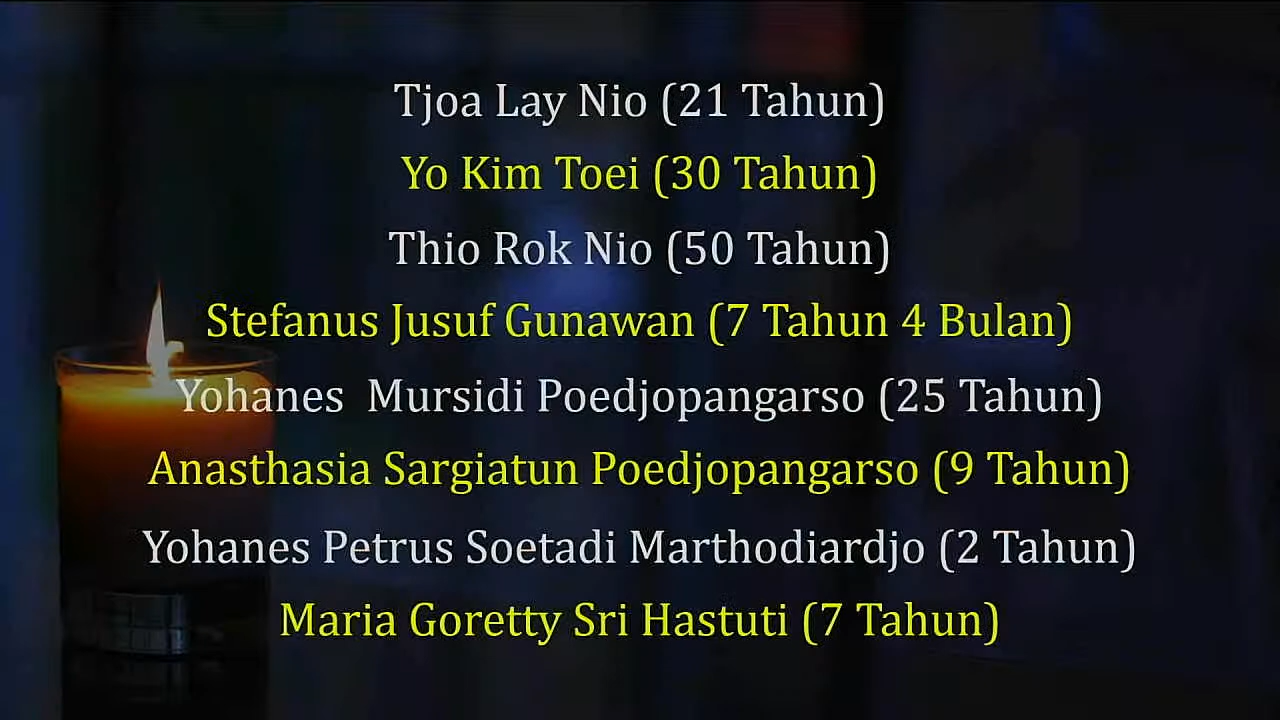 Tjoa Lay Nio (21 Tahun)
Yo Kim Toei (30 Tahun)
Thio Rok Nio (50 Tahun)
Stefanus Jusuf Gunawan (7 Tahun 4 Bulan)
Yohanes  Mursidi Poedjopangarso (25 Tahun)
Anasthasia Sargiatun Poedjopangarso (9 Tahun)
Yohanes Petrus Soetadi Marthodiardjo (2 Tahun)
Maria Goretty Sri Hastuti (7 Tahun)